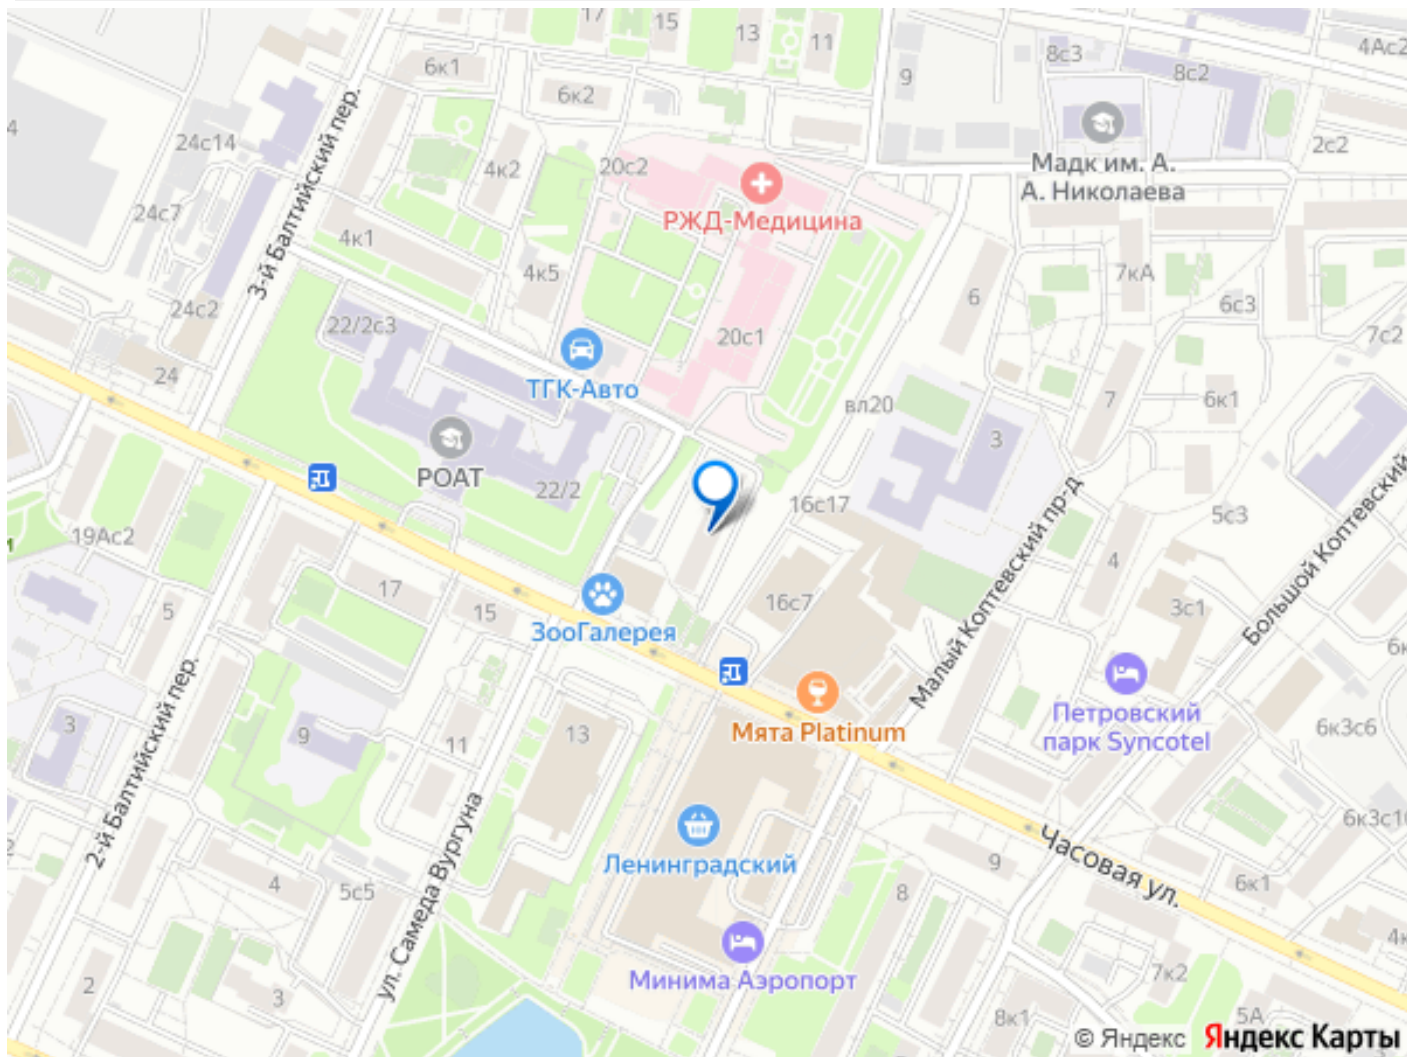 17
15
13
11
4Ас2
6к1
8с3
8с2
9
6к2
4
24с14
2с2
20с2
4к2
Мадк им. А.
А. Николаева
3-й Балтийский пер.
РЖД-Медицина
24с7
4к1
4к5
7кА
6
6с3
24с2
22/2с3
20с1
7с2
24
ТГК-Авто
7
6к1
вл20
3
РОАТ
22/2
16с17
5с3
19Ас2
4
Малый Коптевский пр-д
Большой Коптевский
17
15
5
16с7
3с1
ЗооГалерея
6к
2-й Балтийский пер.
Петровский
парк Syncotel
3
9
11
13
Мята Platinum
6к3с6
6к3с10
Ленинградский
Часовая ул.
9
4
5с5
8
6к1
ул. Самеда Вургуна
4к
Минима Аэропорт
2
3
7к2
8к1
5А
© Яндекс Яндекс Карты